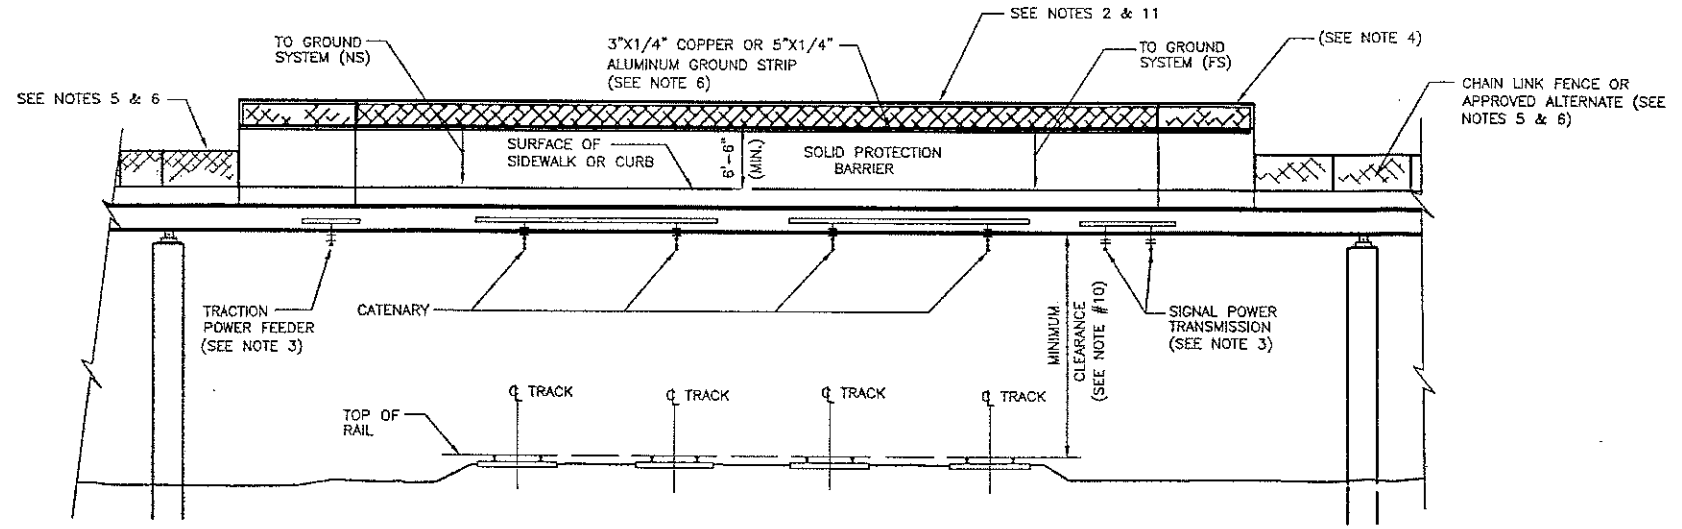 SEE NOTES 2 & 11
TO GROUND
SYSTEM (NS)
3"X1/4" COPPER OR 5"X1/4"
ALUMINUM GROUND STRIP
(SEE NOTE 6)
TO GROUND
SYSTEM (FS)
(SEE NOTE 4)
SEE NOTES 5 & 6
CHAIN LINK FENCE OR
APPROVED ALTERNATE (SEE
NOTES 5 & 6)
SURFACE OF
SIDEWALK OR CURB
6'-6"
(MIN.)
SOLID PROTECTION
BARRIER
TRACTION
POWER FEEDER
(SEE NOTE 3)
CATENARY
MINIMUM
CLEARANCE
(SEE NOTE #10)
SIGNAL POWER
TRANSMISSION
(SEE NOTE 3)
℄ TRACK
℄ TRACK
℄ TRACK
℄ TRACK
TOP OF
RAIL